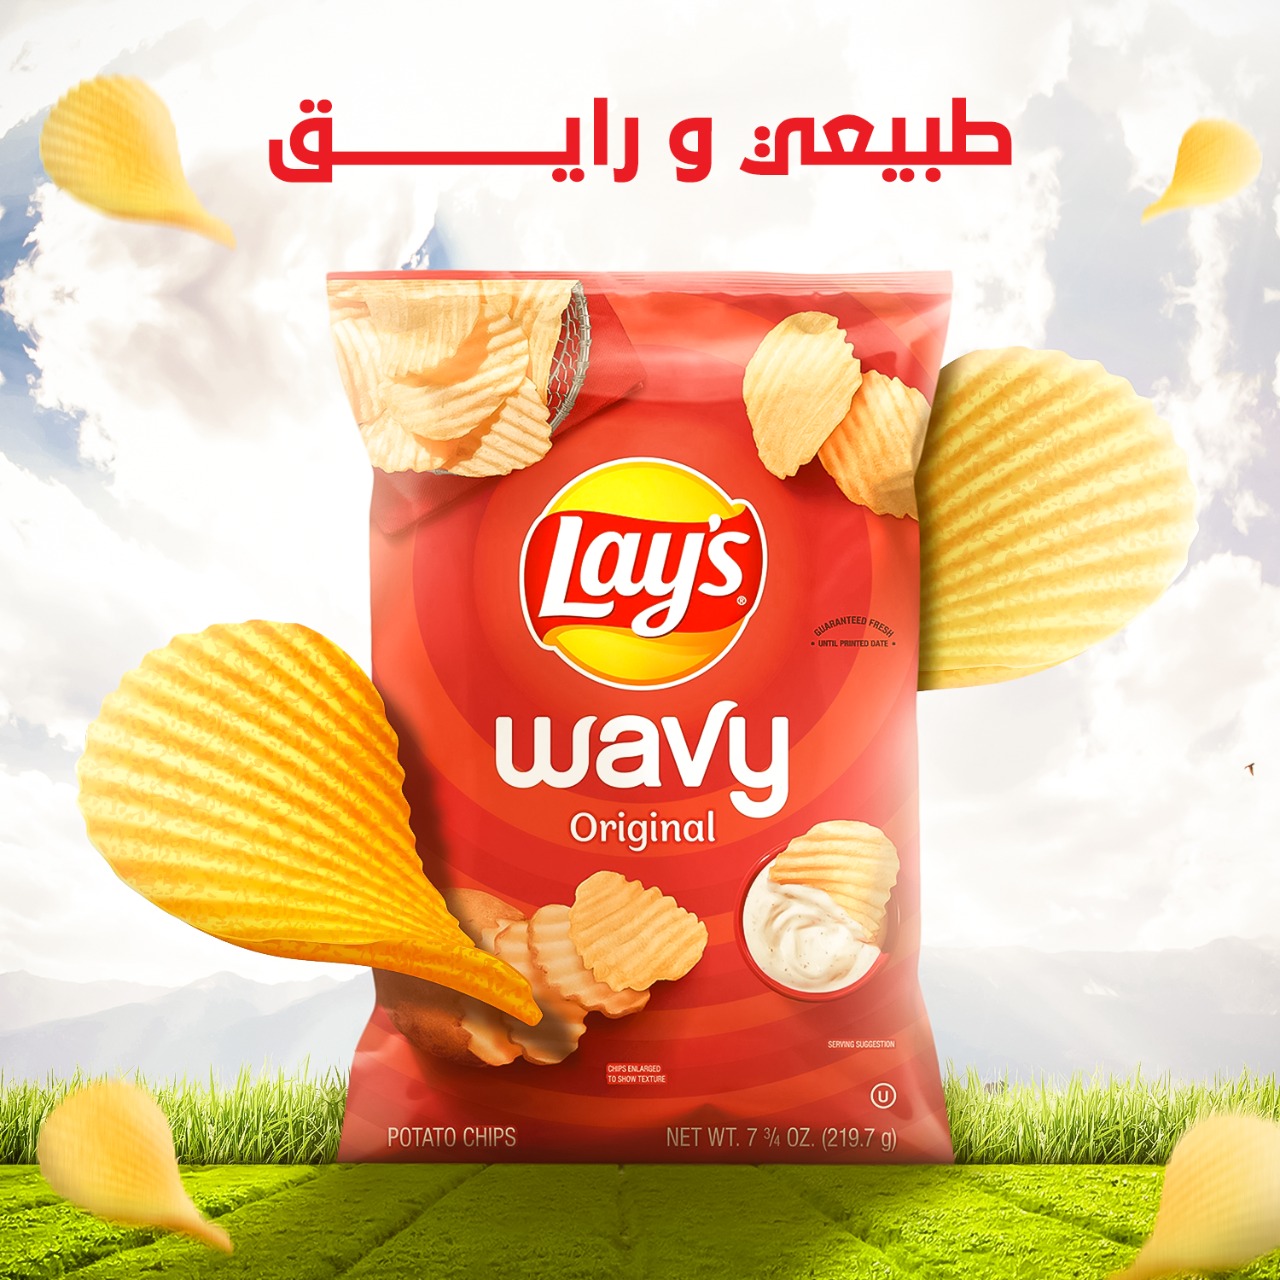 طبيعي و رايـــــق
Lay's
®
GUARANTEED FRESH
• UNTIL PRINTED DATE •
wavy
Original
SERVING SUGGESTION
CHIPS ENLARGED
TO SHOW TEXTURE
U
POTATO CHIPS
NET WT. 7 ¾ OZ. (219.7 g)